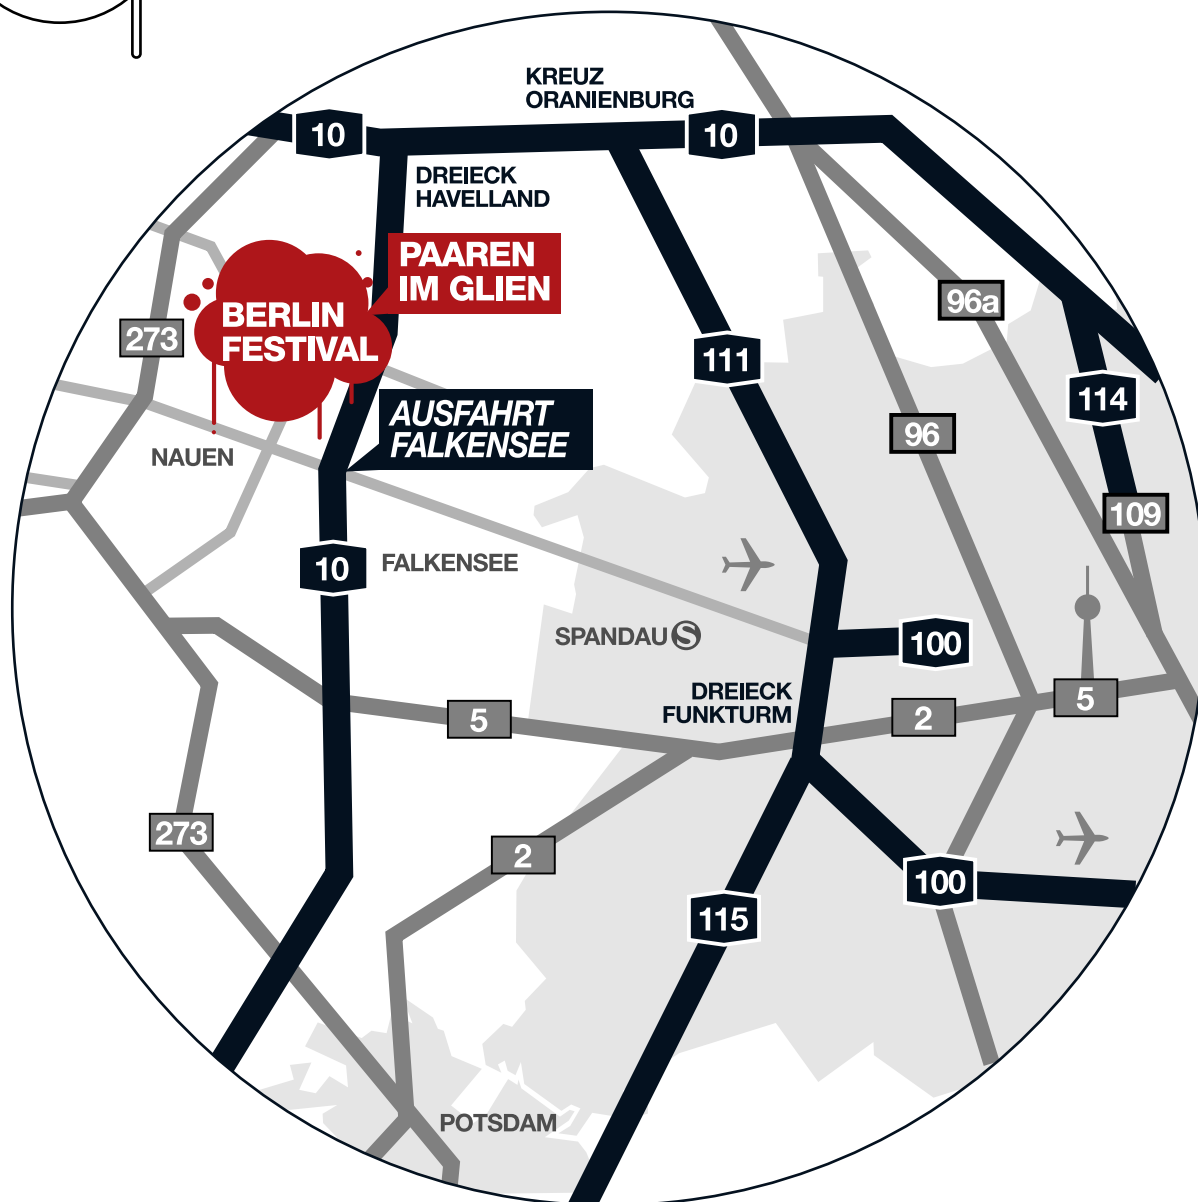 KREUZ
ORANIENBURG
10
10
DREIECK
HAVELLAND
PAAREN
IM GLIEN
BERLIN
FESTIVAL
96a
273
111
114
AUSFAHRT
FALKENSEE
96
NAUEN
109
10
FALKENSEE
SPANDAU S
100
DREIECK
FUNKTURM
5
5
2
273
2
100
115
POTSDAM